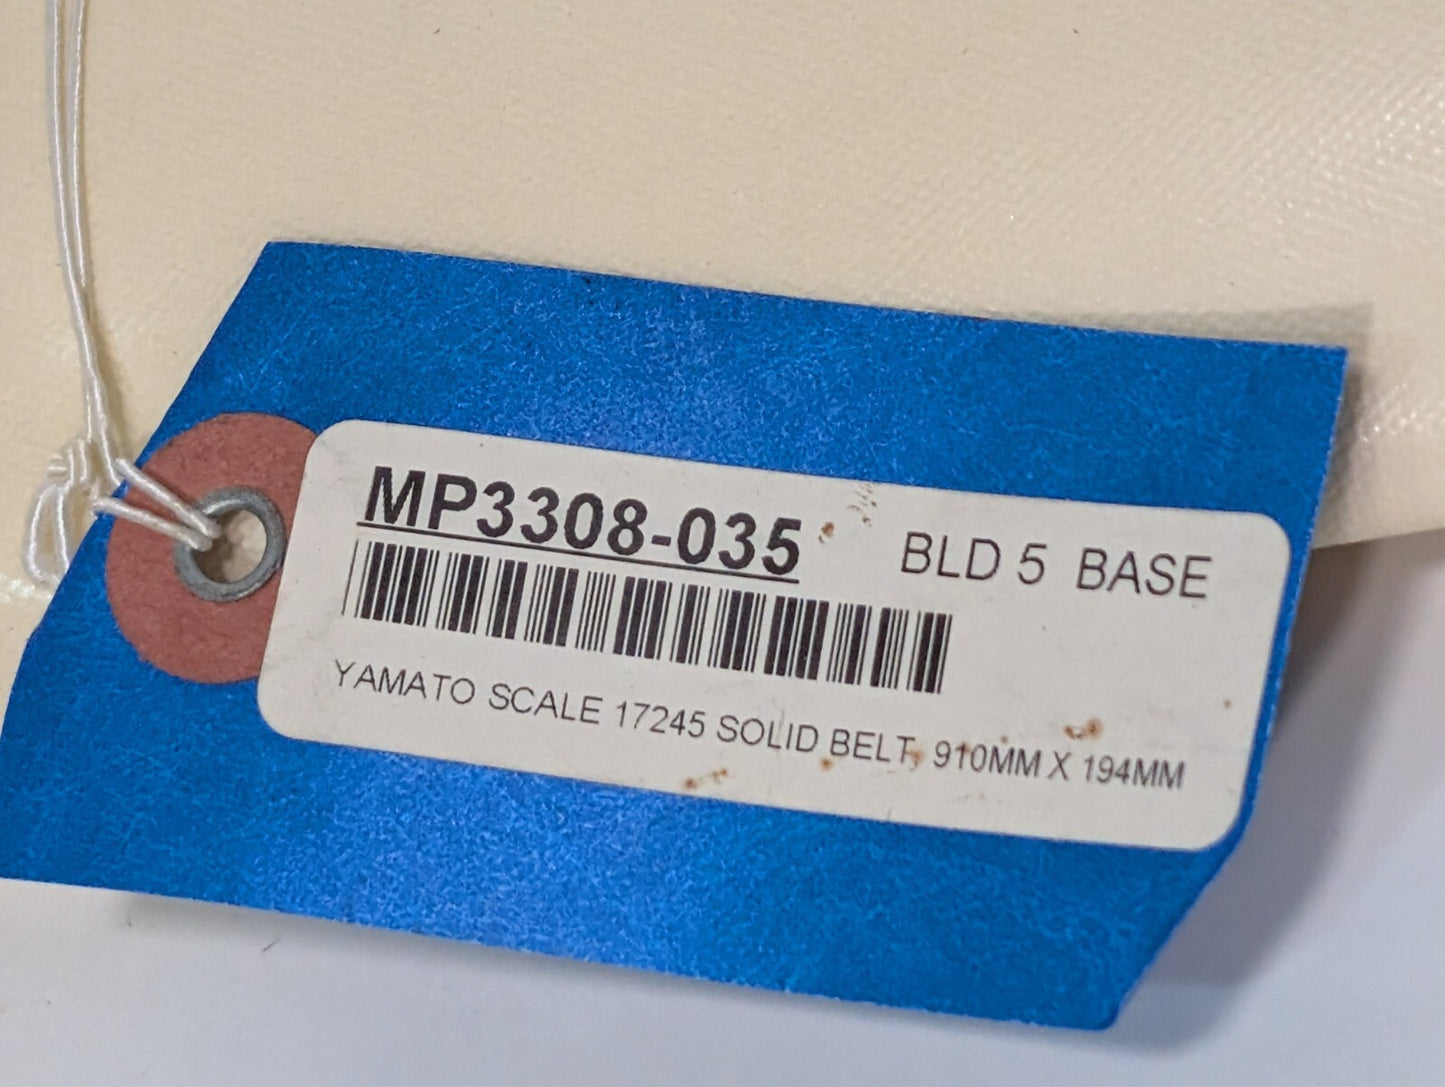 MP3308-035 BLD 5 BASE
YAMATO SCALE 17245 SOLID BELT, 910MM X 194MM